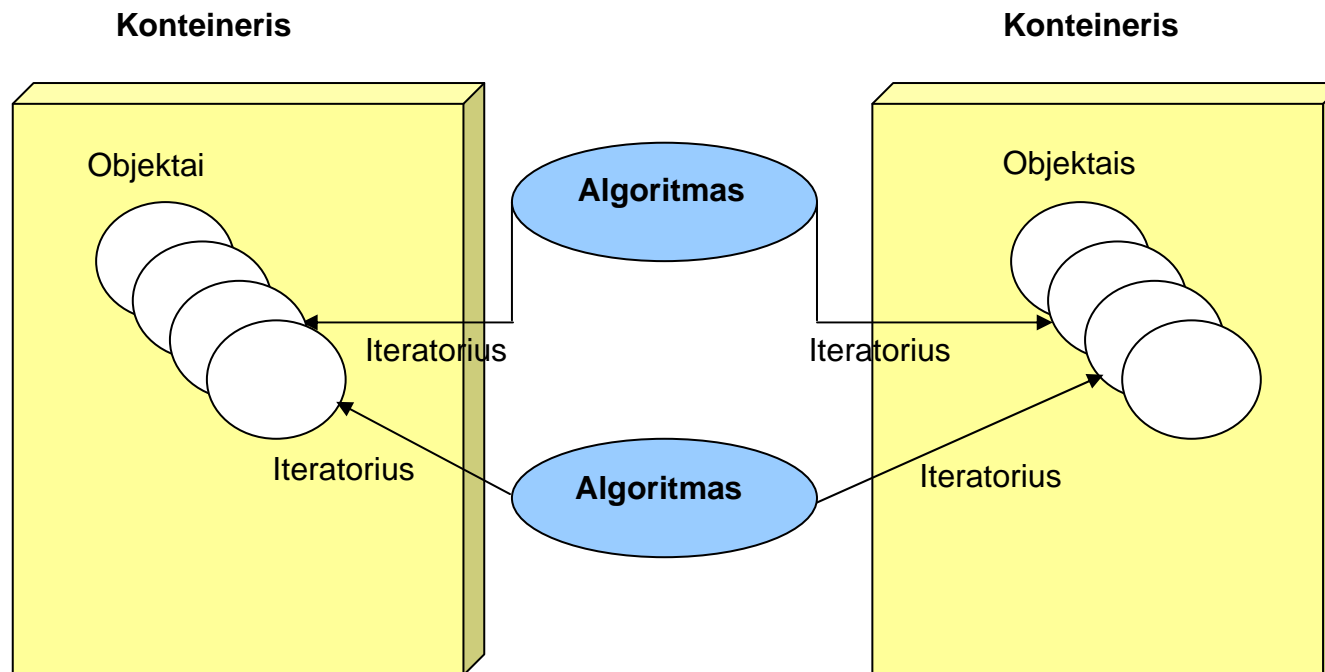 Konteineris
Konteineris
Objektai
Algoritmas
Objektais
Iteratorius
Iteratorius
Iteratorius
Algoritmas
Iteratorius